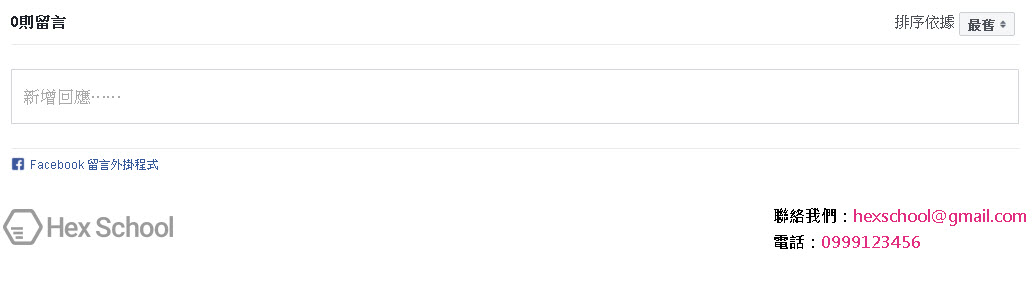 0則留言
排序依據 最舊
新增回應……
Facebook 留言外掛程式
Hex School
聯絡我們：hexschool@gmail.com
電話：0999123456